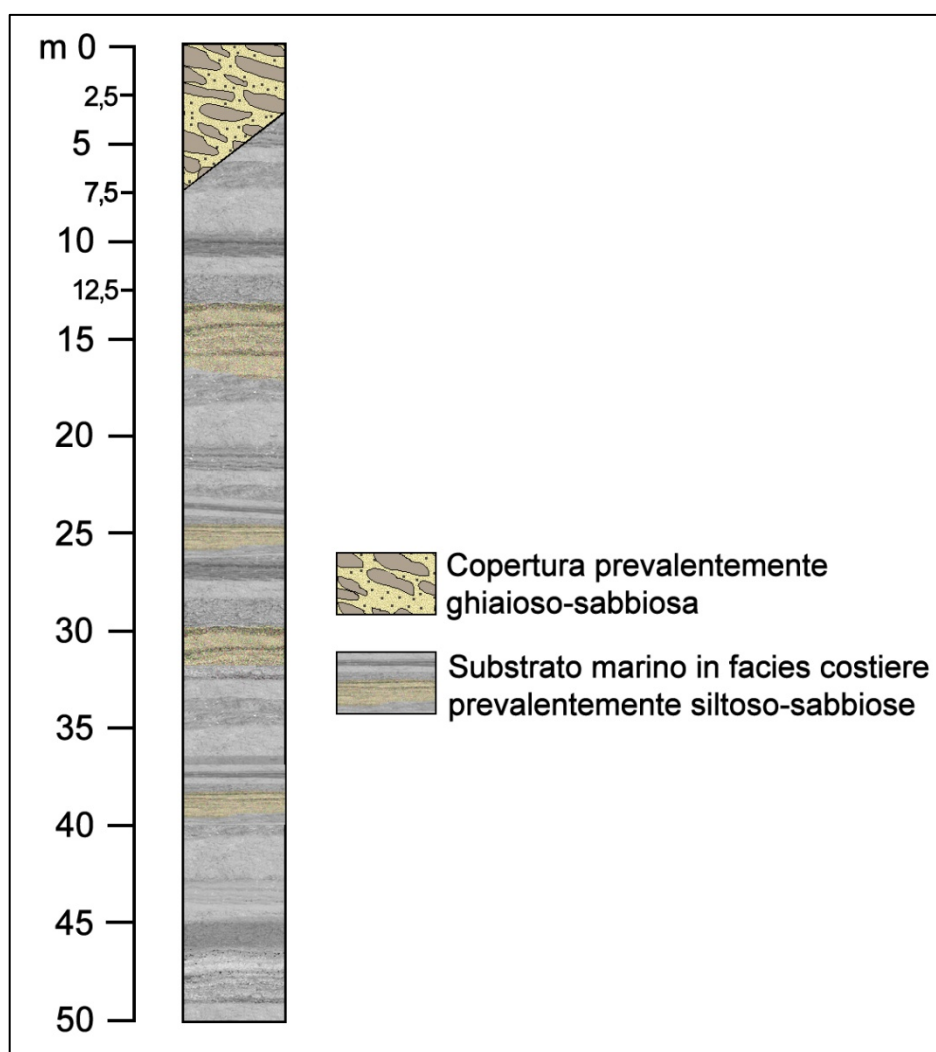 m 0
2,5
5
7,5
10
12,5
15
20
25
30
35
40
45
50
Copertura prevalentemente
ghiaioso-sabbiosa
Substrato marino in facies costiere
prevalentemente siltoso-sabbiose